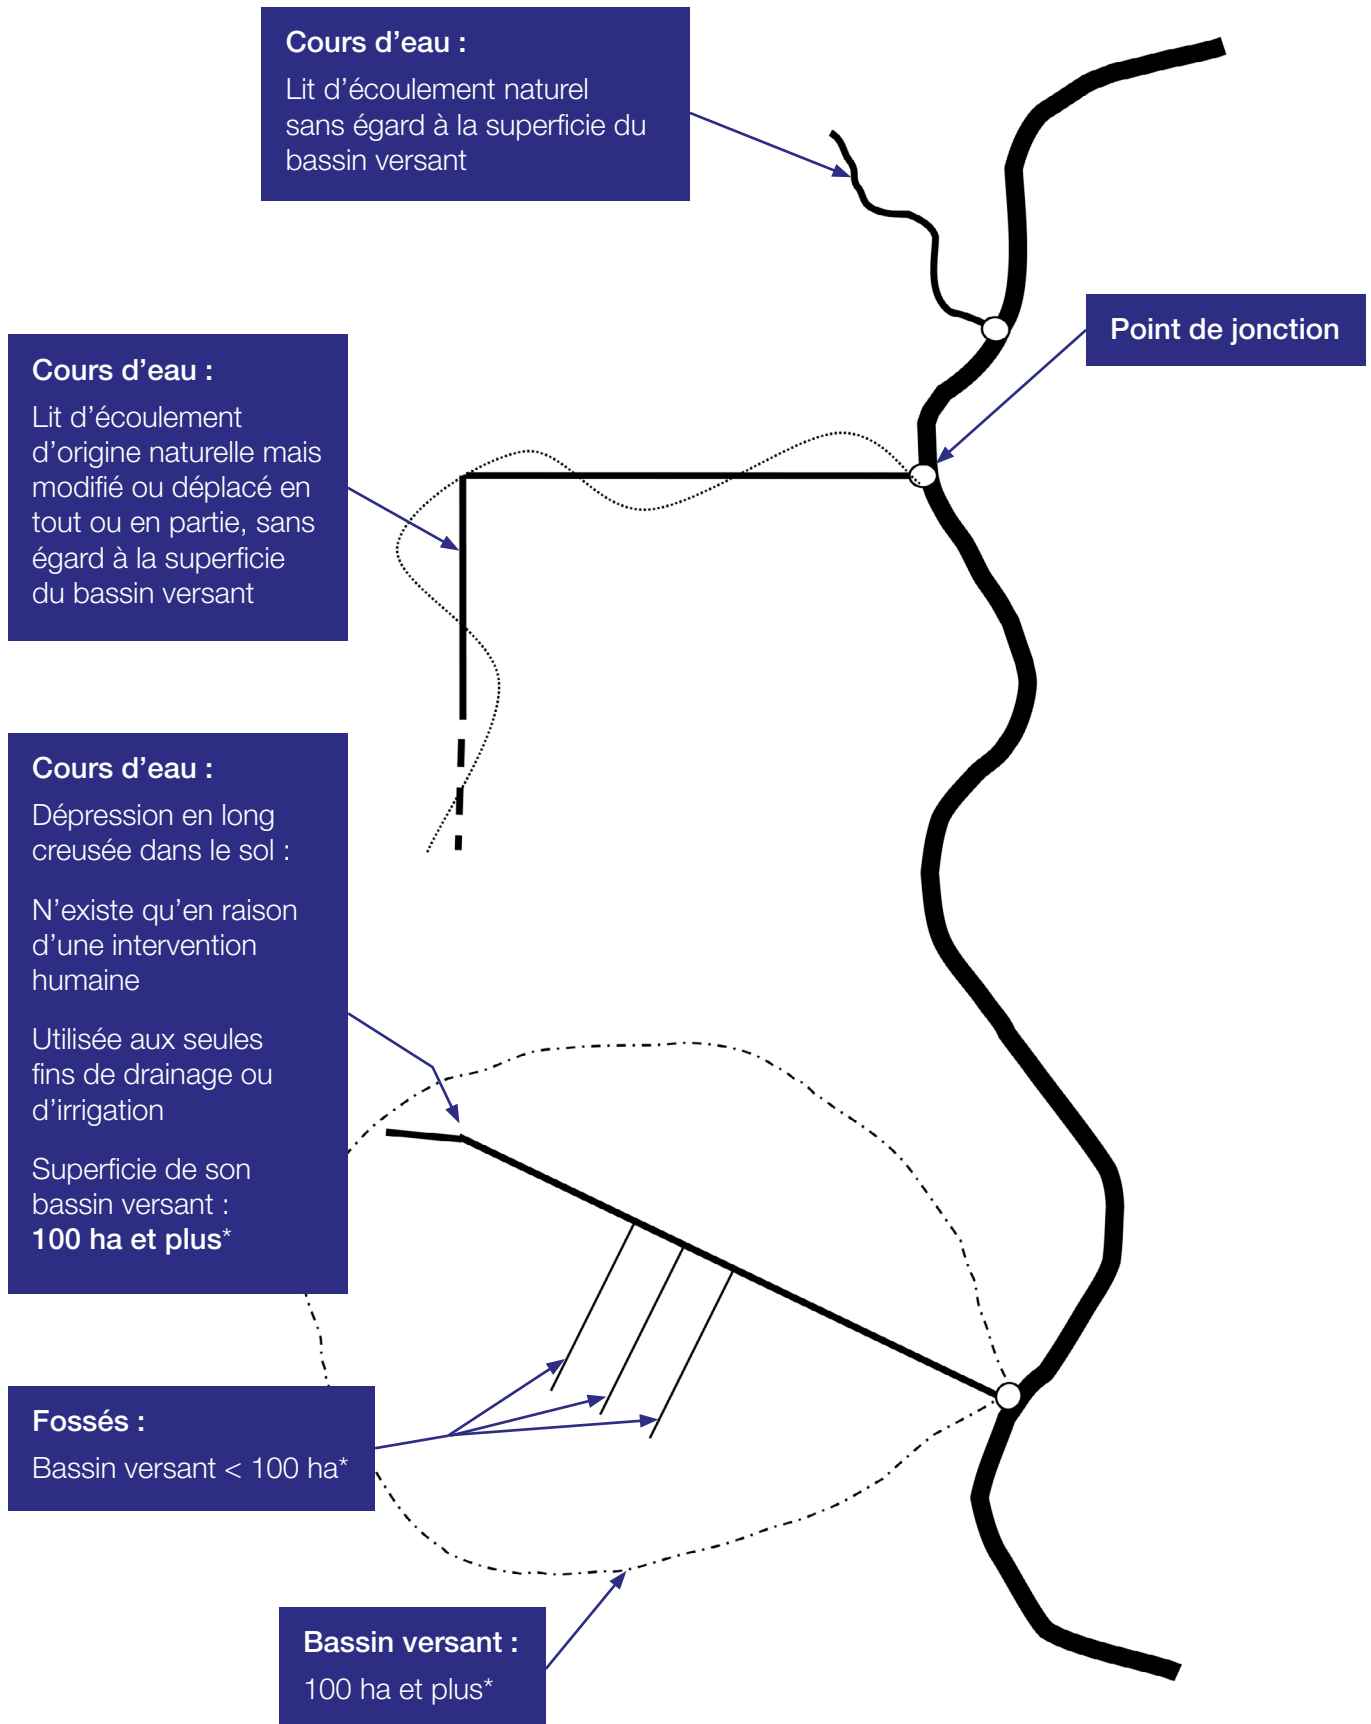 Cours d’eau :
Lit d’écoulement naturel
sans égard à la superficie du
bassin versant
Point de jonction
Cours d’eau :
Lit d’écoulement
d’origine naturelle mais
modifié ou déplacé en
tout ou en partie, sans
égard à la superficie
du bassin versant
Cours d’eau :
Dépression en long
creusée dans le sol :
N’existe qu’en raison
d’une intervention
humaine
Utilisée aux seules
fins de drainage ou
d’irrigation
Superficie de son
bassin versant :
100 ha et plus*
Fossés :
Bassin versant < 100 ha*
Bassin versant :
100 ha et plus*